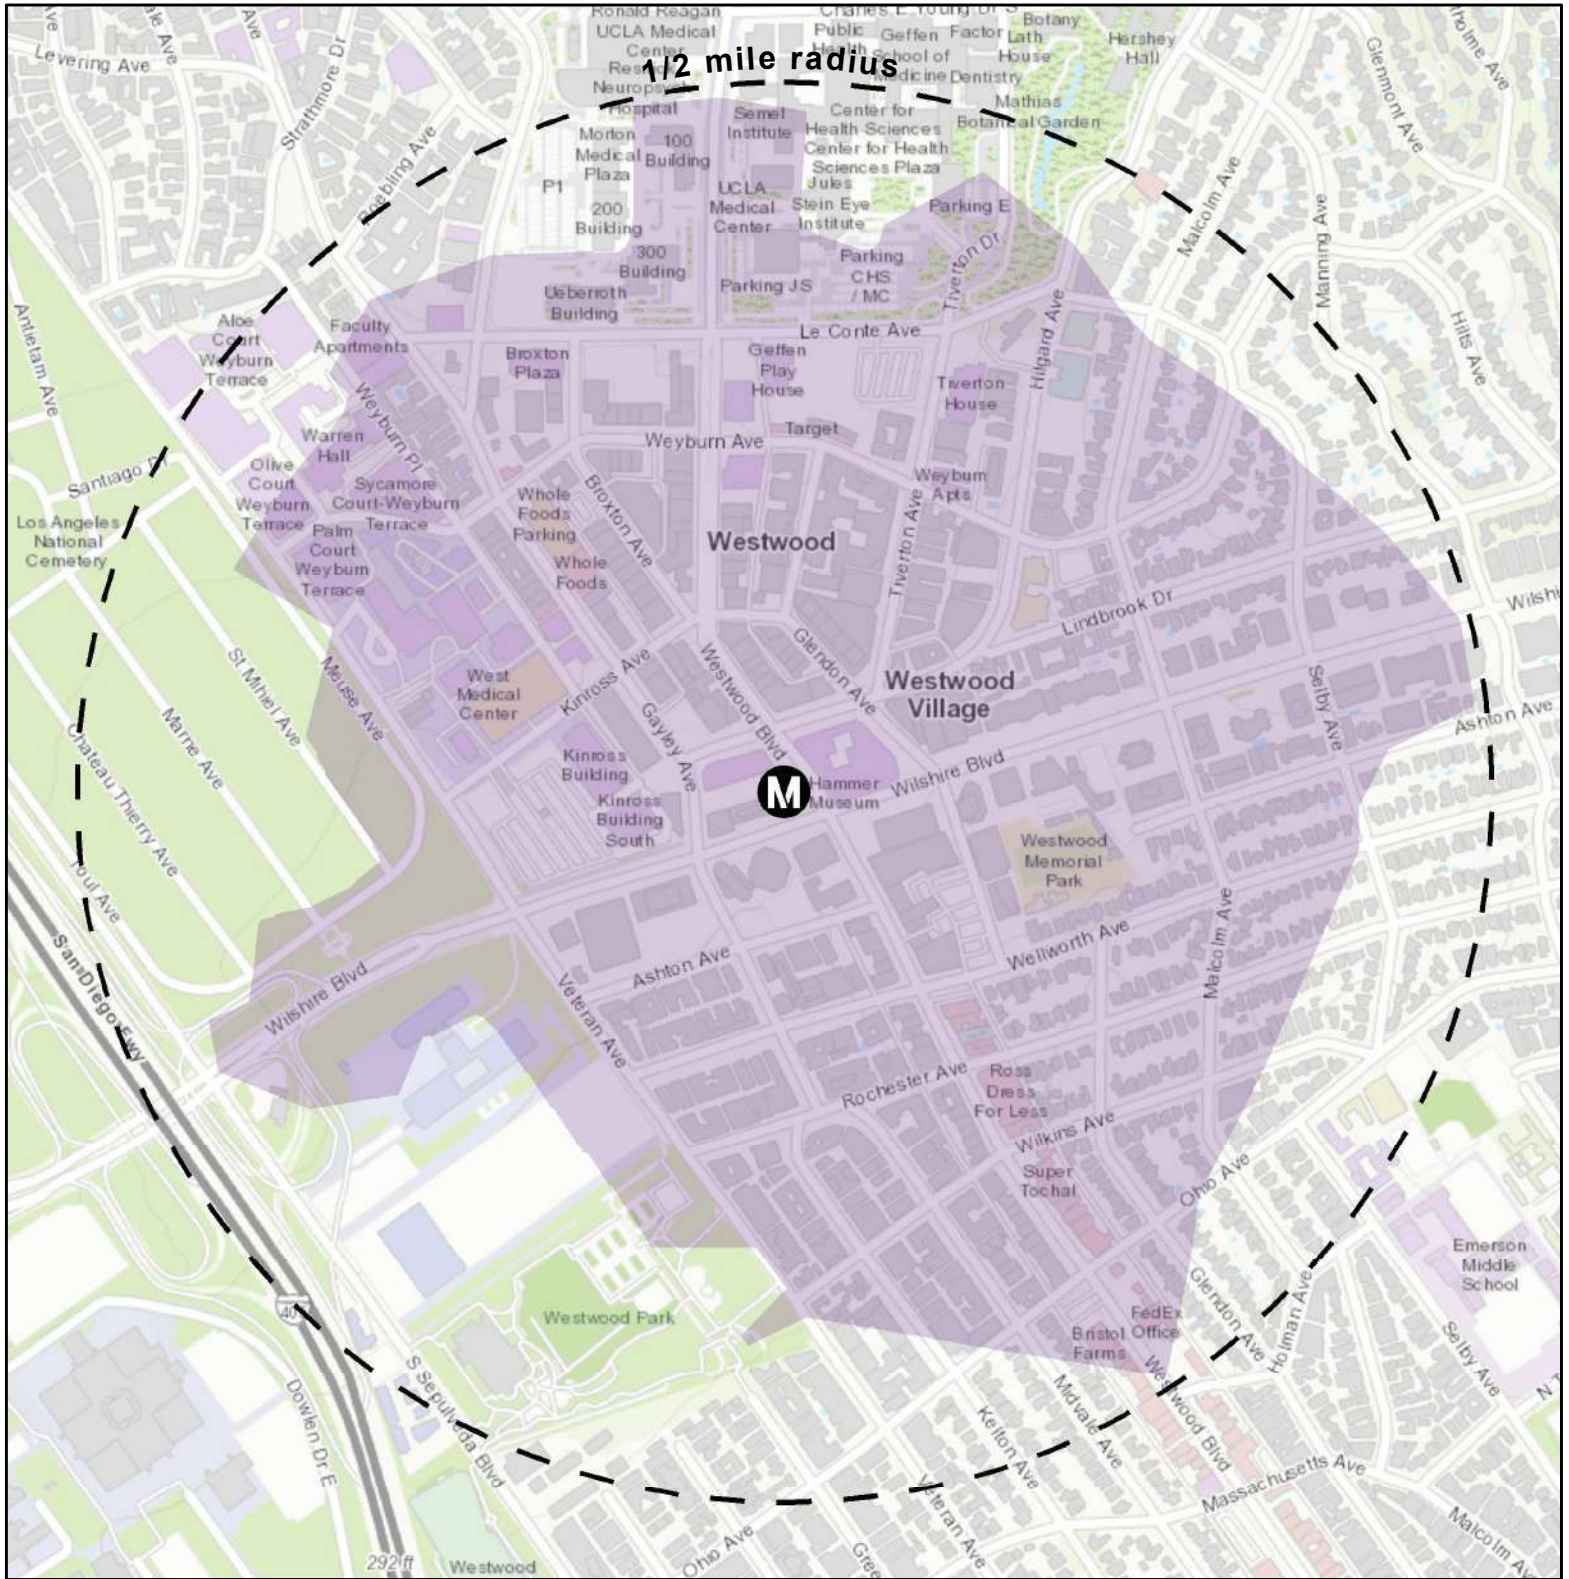 Ronald Reagan
UCLA Medical
Center
Neuropsych
Hospital
1/2 mile radius
Charles E Young Dr S
Public
Health
Geffen
School of
Medicine
Factor
Dentistry
Botany
Lath
House
Hershey
Hall
Mathias
Botanical Garden
Glenmont Ave
Levering Ave
Strathmore Dr
Roebling Ave
Morton
Medical
Plaza
P1
100
Building
200
Building
300
Building
Ueberroth
Building
Semel
Institute
Center for
Health Sciences
Center for Health
Sciences Plaza
Jules
Stein Eye
Institute
UCLA
Medical
Center
Parking E
Parking JS
Parking
CHS
/ MC
Tiverton Dr
Hilgard Ave
Malcolm Ave
Manning Ave
Hilts Ave
Le Conte Ave
Antietam Ave
Aloe
Court
Weyburn
Terrace
Faculty
Apartments
Broxton
Plaza
Geffen
Play
House
Tiverton
House
Weyburn Pl
Weyburn Ave
Target
Warren
Hall
Olive
Court
Weyburn
Terrace
Sycamore
Court-Weyburn
Terrace
Palm
Court
Weyburn
Terrace
Whole
Foods
Parking
Whole
Foods
Broxton Ave
Weyburn
Apts
Tiverton Ave
Westwood
Santiago Dr
Los Angeles
National
Cemetery
Lindbrook Dr
Wilshi
Glendon Ave
Westwood Blvd
Westwood
Village
West
Medical
Center
Kinross Ave
Gayley Ave
Meuse Ave
St Mihiel Ave
Marne Ave
Chateau Thierry Ave
Toul Ave
Selby Ave
Ashton Ave
Kinross
Building
Kinross
Building
South
M
Hammer
Museum
Wilshire Blvd
Westwood
Memorial
Park
Wellworth Ave
Malcolm Ave
Ashton Ave
Veteran Ave
Wilshire Blvd
San Diego Fwy
Rochester Ave
Ross
Dress
For Less
Wilkins Ave
Super
Tochal
Ohio Ave
Emerson
Middle
School
Glendon Ave
Holman Ave
Selby Ave
Westwood Park
FedEx
Office
Bristol
Farms
Westwood Blvd
Midvale Ave
Kelton Ave
Veteran Ave
Massachusetts Ave
Malcolm Av
S Sepulveda Blvd
Dowlen Dr E
292 ft
Westwood
Ohio Ave
Gree